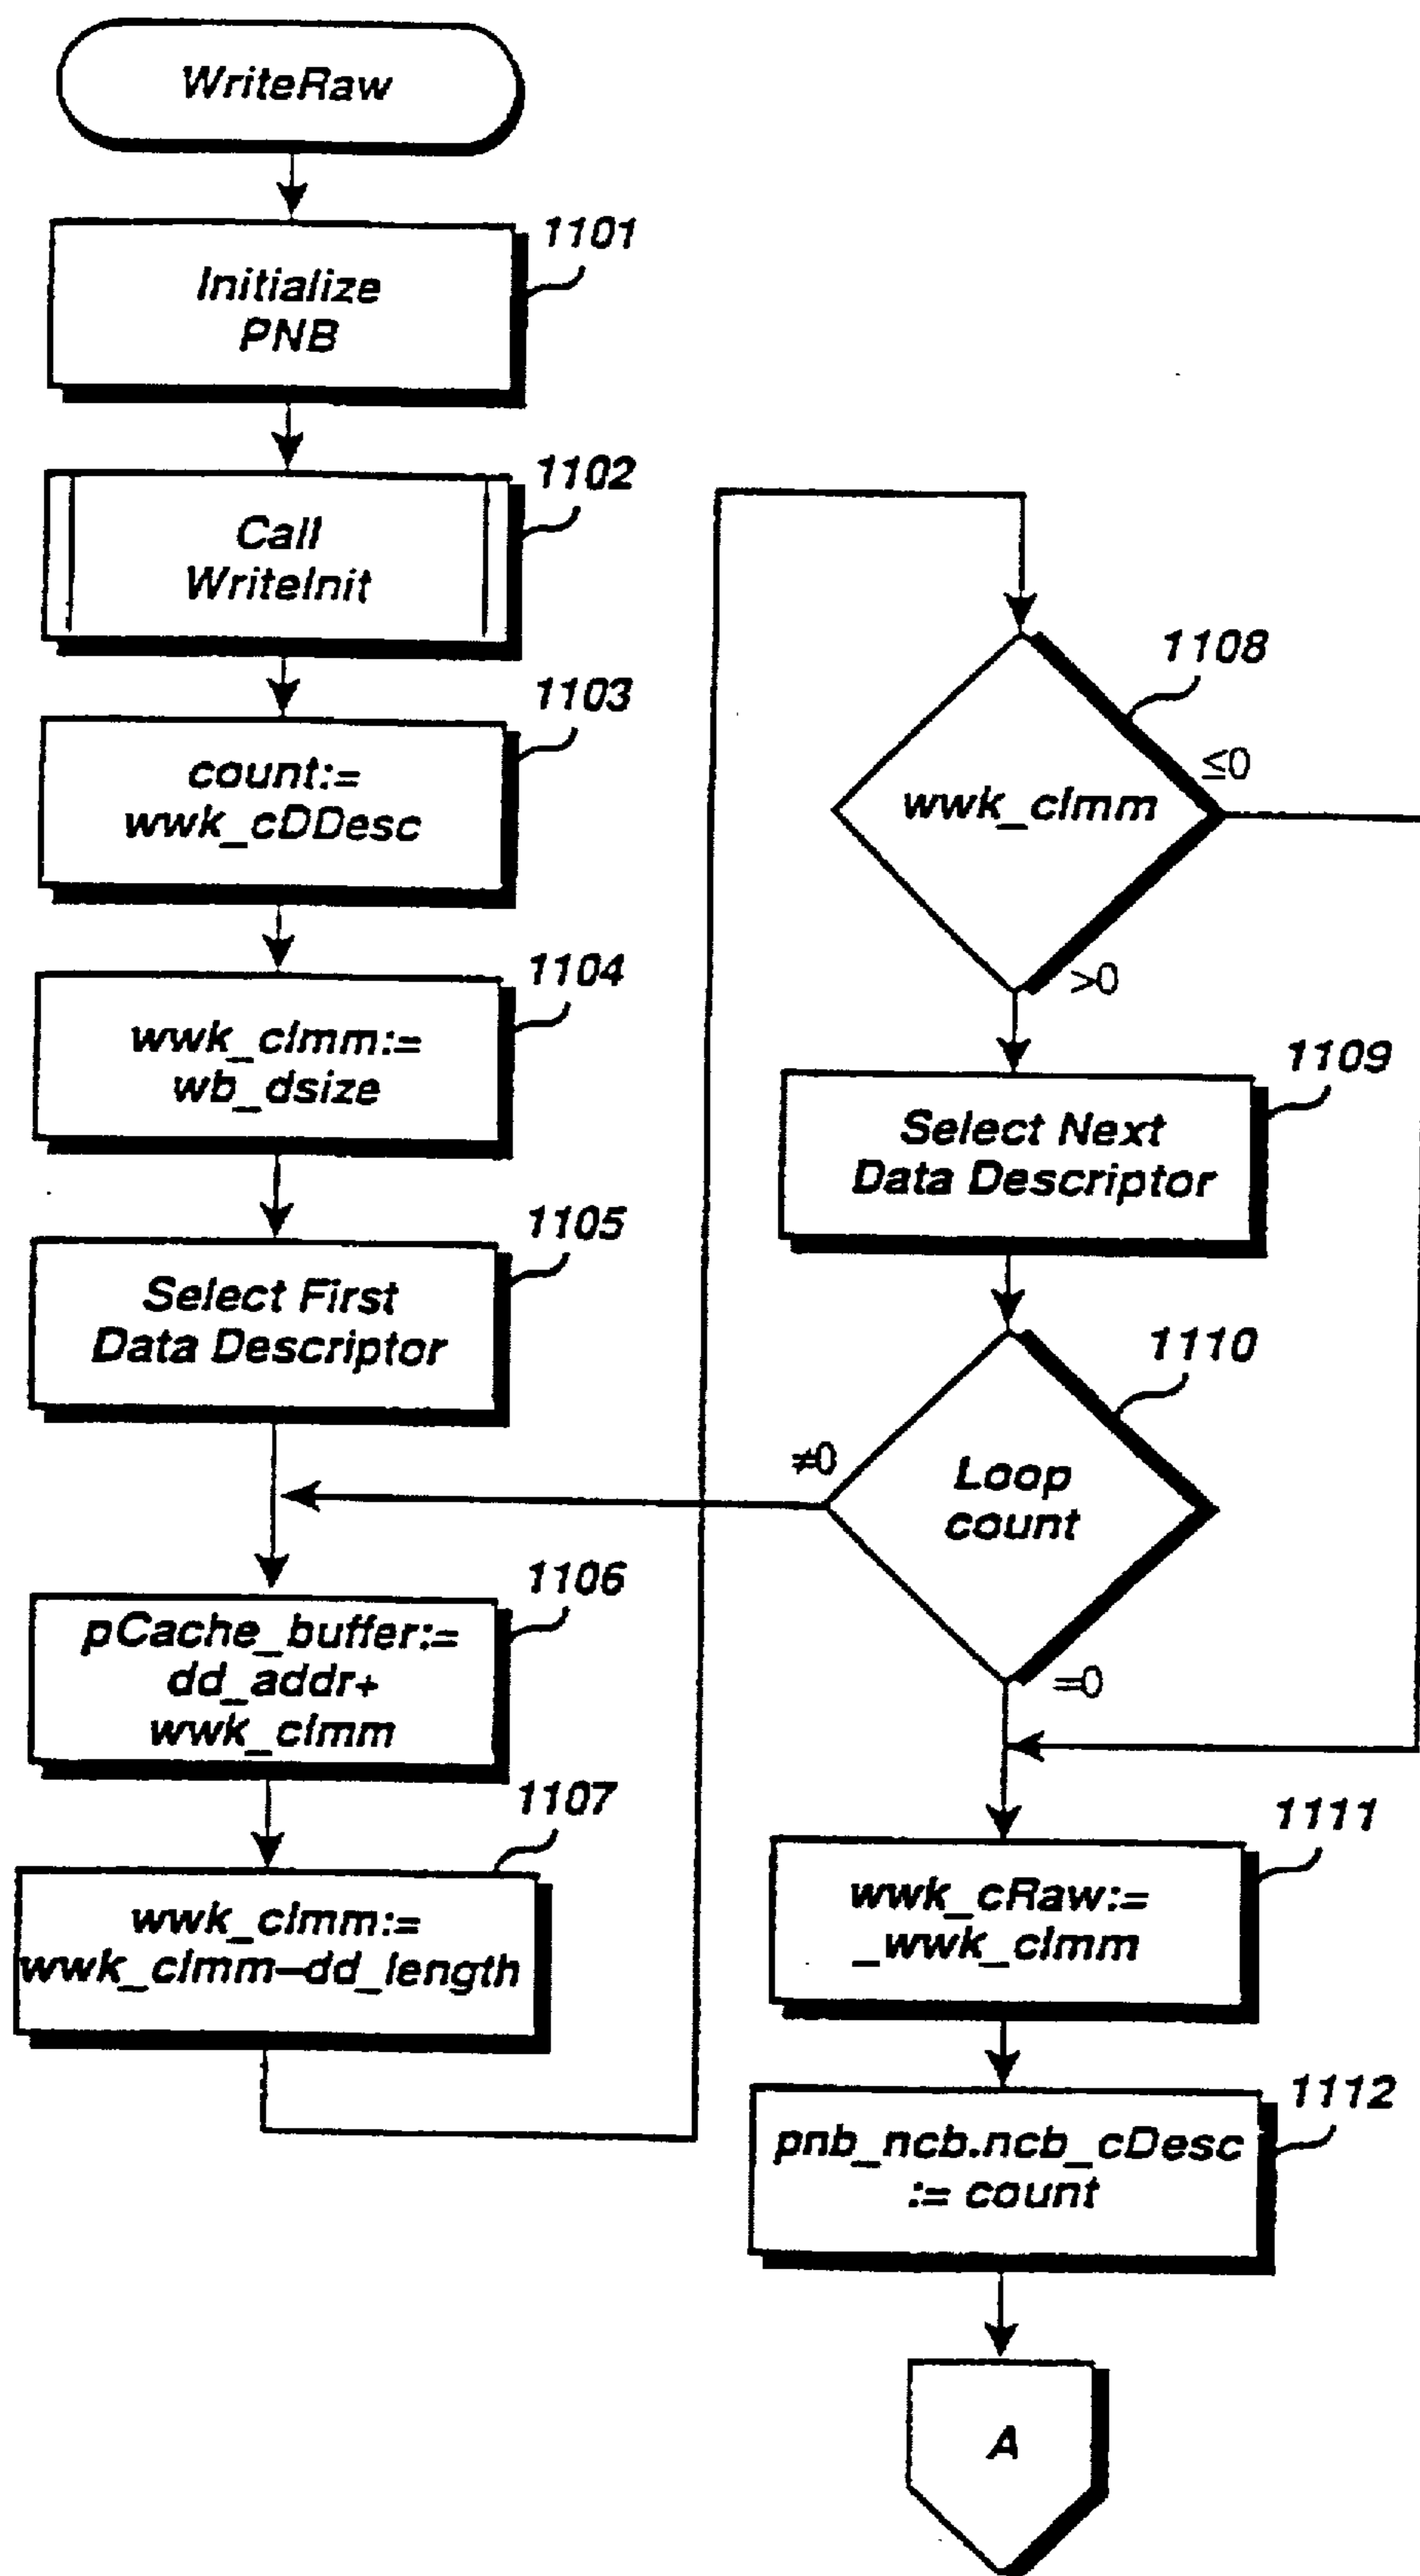 WriteRaw
1101
Initialize
PNB
1102
Call
WriteInit
1103
count:=
wwk_cDDesc
1104
wwk_cImm:=
wb_dsize
1105
Select First
Data Descriptor
1106
pCache_buffer:=
dd_addr+
wwk_cImm
1107
wwk_cImm:=
wwk_cImm–dd_length
1108
≤0
wwk_cImm
>0
1109
Select Next
Data Descriptor
1110
≠0
Loop
count
=0
1111
wwk_cRaw:=
_wwk_cImm
1112
pnb_ncb.ncb_cDesc
:= count
A